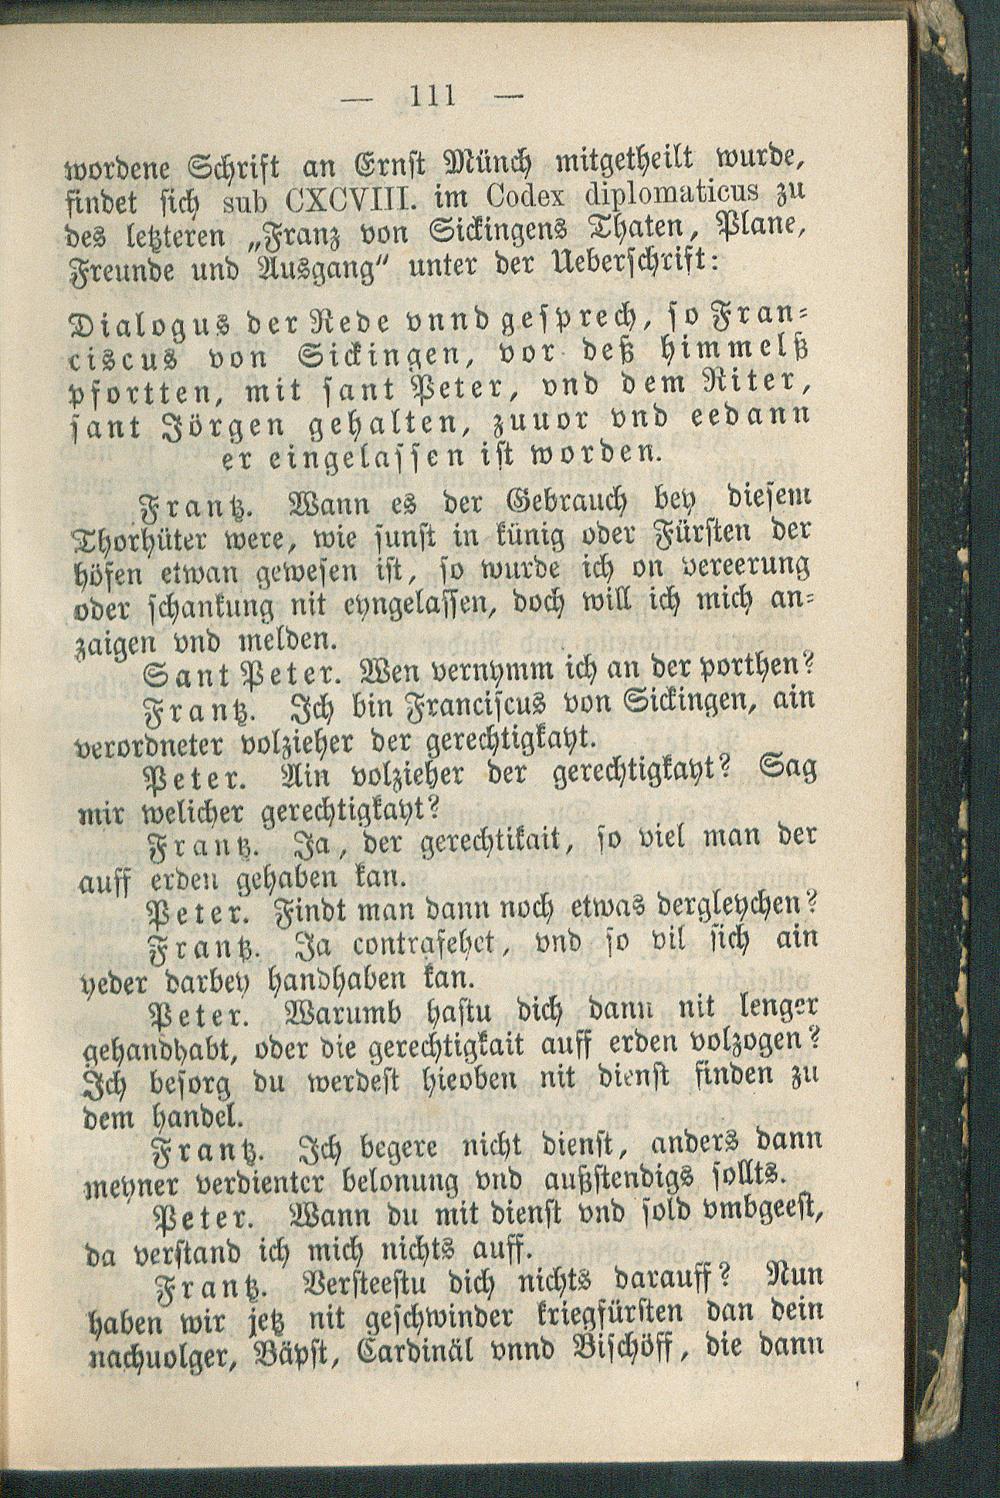 — 111 —
wordene Schrift an Ernst Münch mitgetheilt wurde,
findet sich sub CXCVIII. im Codex diplomaticus zu
des letzteren „Franz von Sickingens Thaten, Plane,
Freunde und Ausgang“ unter der Ueberschrift:
Dialogus der Rede vnnd gesprech, so Fran-
ciscus von Sickingen, vor deß himmelß
pfortten, mit sant Peter, vnd dem Riter,
sant Jörgen gehalten, zuuor vnd eedann
er eingelassen ist worden.
Frantz. Wann es der Gebrauch bey diesem
Thorhüter were, wie sunst in künig oder Fürsten der
höfen etwan gewesen ist, so wurde ich on vereerung
oder schankung nit eyngelassen, doch will ich mich an-
zaigen vnd melden.
Sant Peter. Wen vernymm ich an der porthen?
Frantz. Ich bin Franciscus von Sickingen, ain
verordneter volzieher der gerechtigkayt.
Peter. Ain volzieher der gerechtigkayt? Sag
mir welicher gerechtigkayt?
Frantz. Ja, der gerechtikait, so viel man der
auff erden gehaben kan.
Peter. Findt man dann noch etwas dergleychen?
Frantz. Ja contrafehet, vnd so vil sich ain
yeder darbey handhaben kan.
Peter. Warumb hastu dich dann nit lenger
gehandhabt, oder die gerechtigkait auff erden volzogen?
Ich besorg du werdest hieoben nit dienst finden zu
dem handel.
Frantz. Ich begere nicht dienst, anders dann
meyner verdienter belonung vnd außstendigs sollts.
Peter. Wann du mit dienst vnd sold vmbgeest,
da verstand ich mich nichts auff.
Frantz. Versteestu dich nichts darauff? Nun
haben wir jetz nit geschwinder kriegfürsten dan dein
nachuolger, Bäpst, Cardinäl vnnd Bischöff, die dann